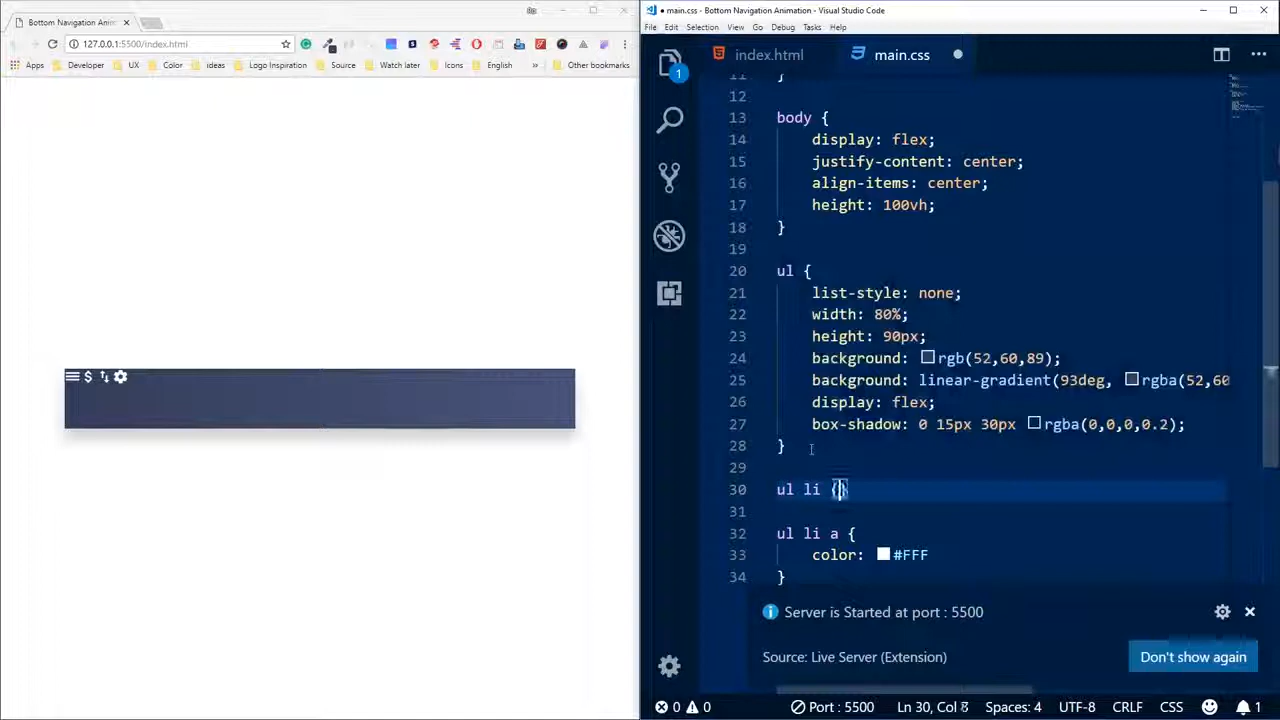 Bottom Navigation Anim
127.0.0.1:5500/index.html
Apps Developer UX Color ideas Logo Inspiration Source Watch later Icons English » Other bookmarks
$
● main.css - Bottom Navigation Animation - Visual Studio Code
File Edit Selection View Go Debug Tasks Help
1
index.html main.css
11 }
12
13 body {
14 display: flex;
15 justify-content: center;
16 align-items: center;
17 height: 100vh;
18 }
19
20 ul {
21 list-style: none;
22 width: 80%;
23 height: 90px;
24 background: rgb(52,60,89);
25 background: linear-gradient(93deg, rgba(52,60
26 display: flex;
27 box-shadow: 0 15px 30px rgba(0,0,0,0.2);
28 }
29
30 ul li {}
31
32 ul li a {
33 color: #FFF
34 }
Server is Started at port : 5500
Source: Live Server (Extension)
Don't show again
0 0 Port : 5500 Ln 30, Col 8 Spaces: 4 UTF-8 CRLF CSS 1